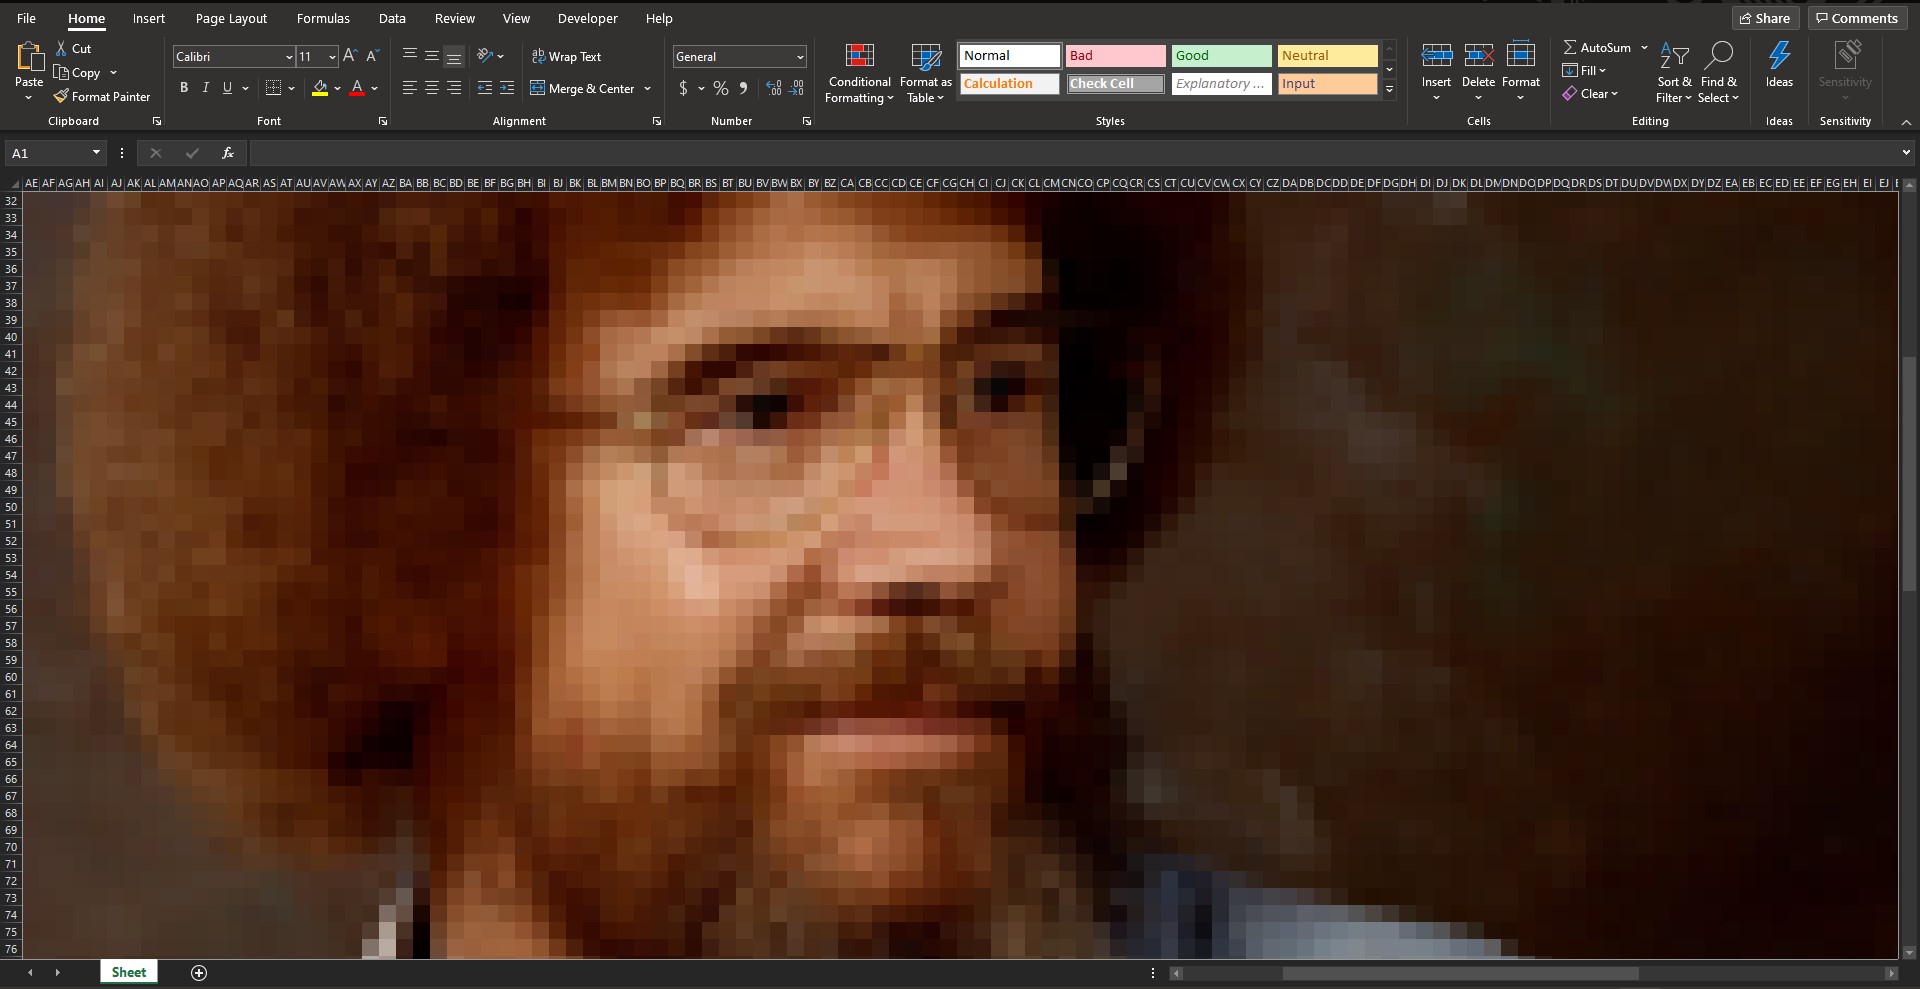 File Home Insert Page Layout Formulas Data Review View Developer Help Share Comments
Paste Cut Copy Format Painter
Clipboard
Calibri 11
B I U A
Font
Wrap Text
Merge & Center
Alignment
General
$ % 9
Number
Conditional Formatting
Format as Table
Normal Bad Good Neutral
Calculation Check Cell Explanatory ... Input
Styles
Insert Delete Format
Cells
AutoSum
Fill
Clear
Sort & Filter
Find & Select
Editing
Ideas
Ideas
Sensitivity
Sensitivity
A1 fx
AE AF AG AH AI AJ AK AL AM AN AO AP AQ AR AS AT AU AV AW AX AY AZ BA BB BC BD BE BF BG BH BI BJ BK BL BM BN BO BP BQ BR BS BT BU BV BW BX BY BZ CA CB CC CD CE CF CG CH CI CJ CK CL CM CN CO CP CQ CR CS CT CU CV CW CX CY CZ DA DB DC DD DE DF DG DH DI DJ DK DL DM DN DO DP DQ DR DS DT DU DV DW DX DY DZ EA EB EC ED EE EF EG EH EI EJ
32
33
34
35
36
37
38
39
40
41
42
43
44
45
46
47
48
49
50
51
52
53
54
55
56
57
58
59
60
61
62
63
64
65
66
67
68
69
70
71
72
73
74
75
76
Sheet